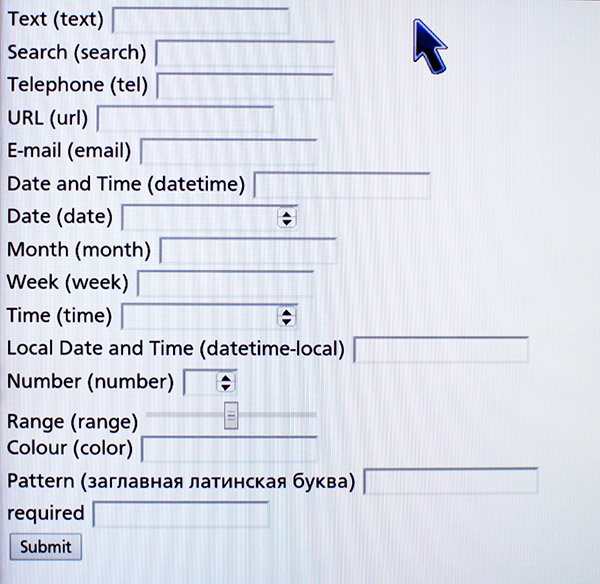 Text (text)
Search (search)
Telephone (tel)
URL (url)
E-mail (email)
Date and Time (datetime)
Date (date)
Month (month)
Week (week)
Time (time)
Local Date and Time (datetime-local)
Number (number)
Range (range)
Colour (color)
Pattern (заглавная латинская буква)
required
Submit